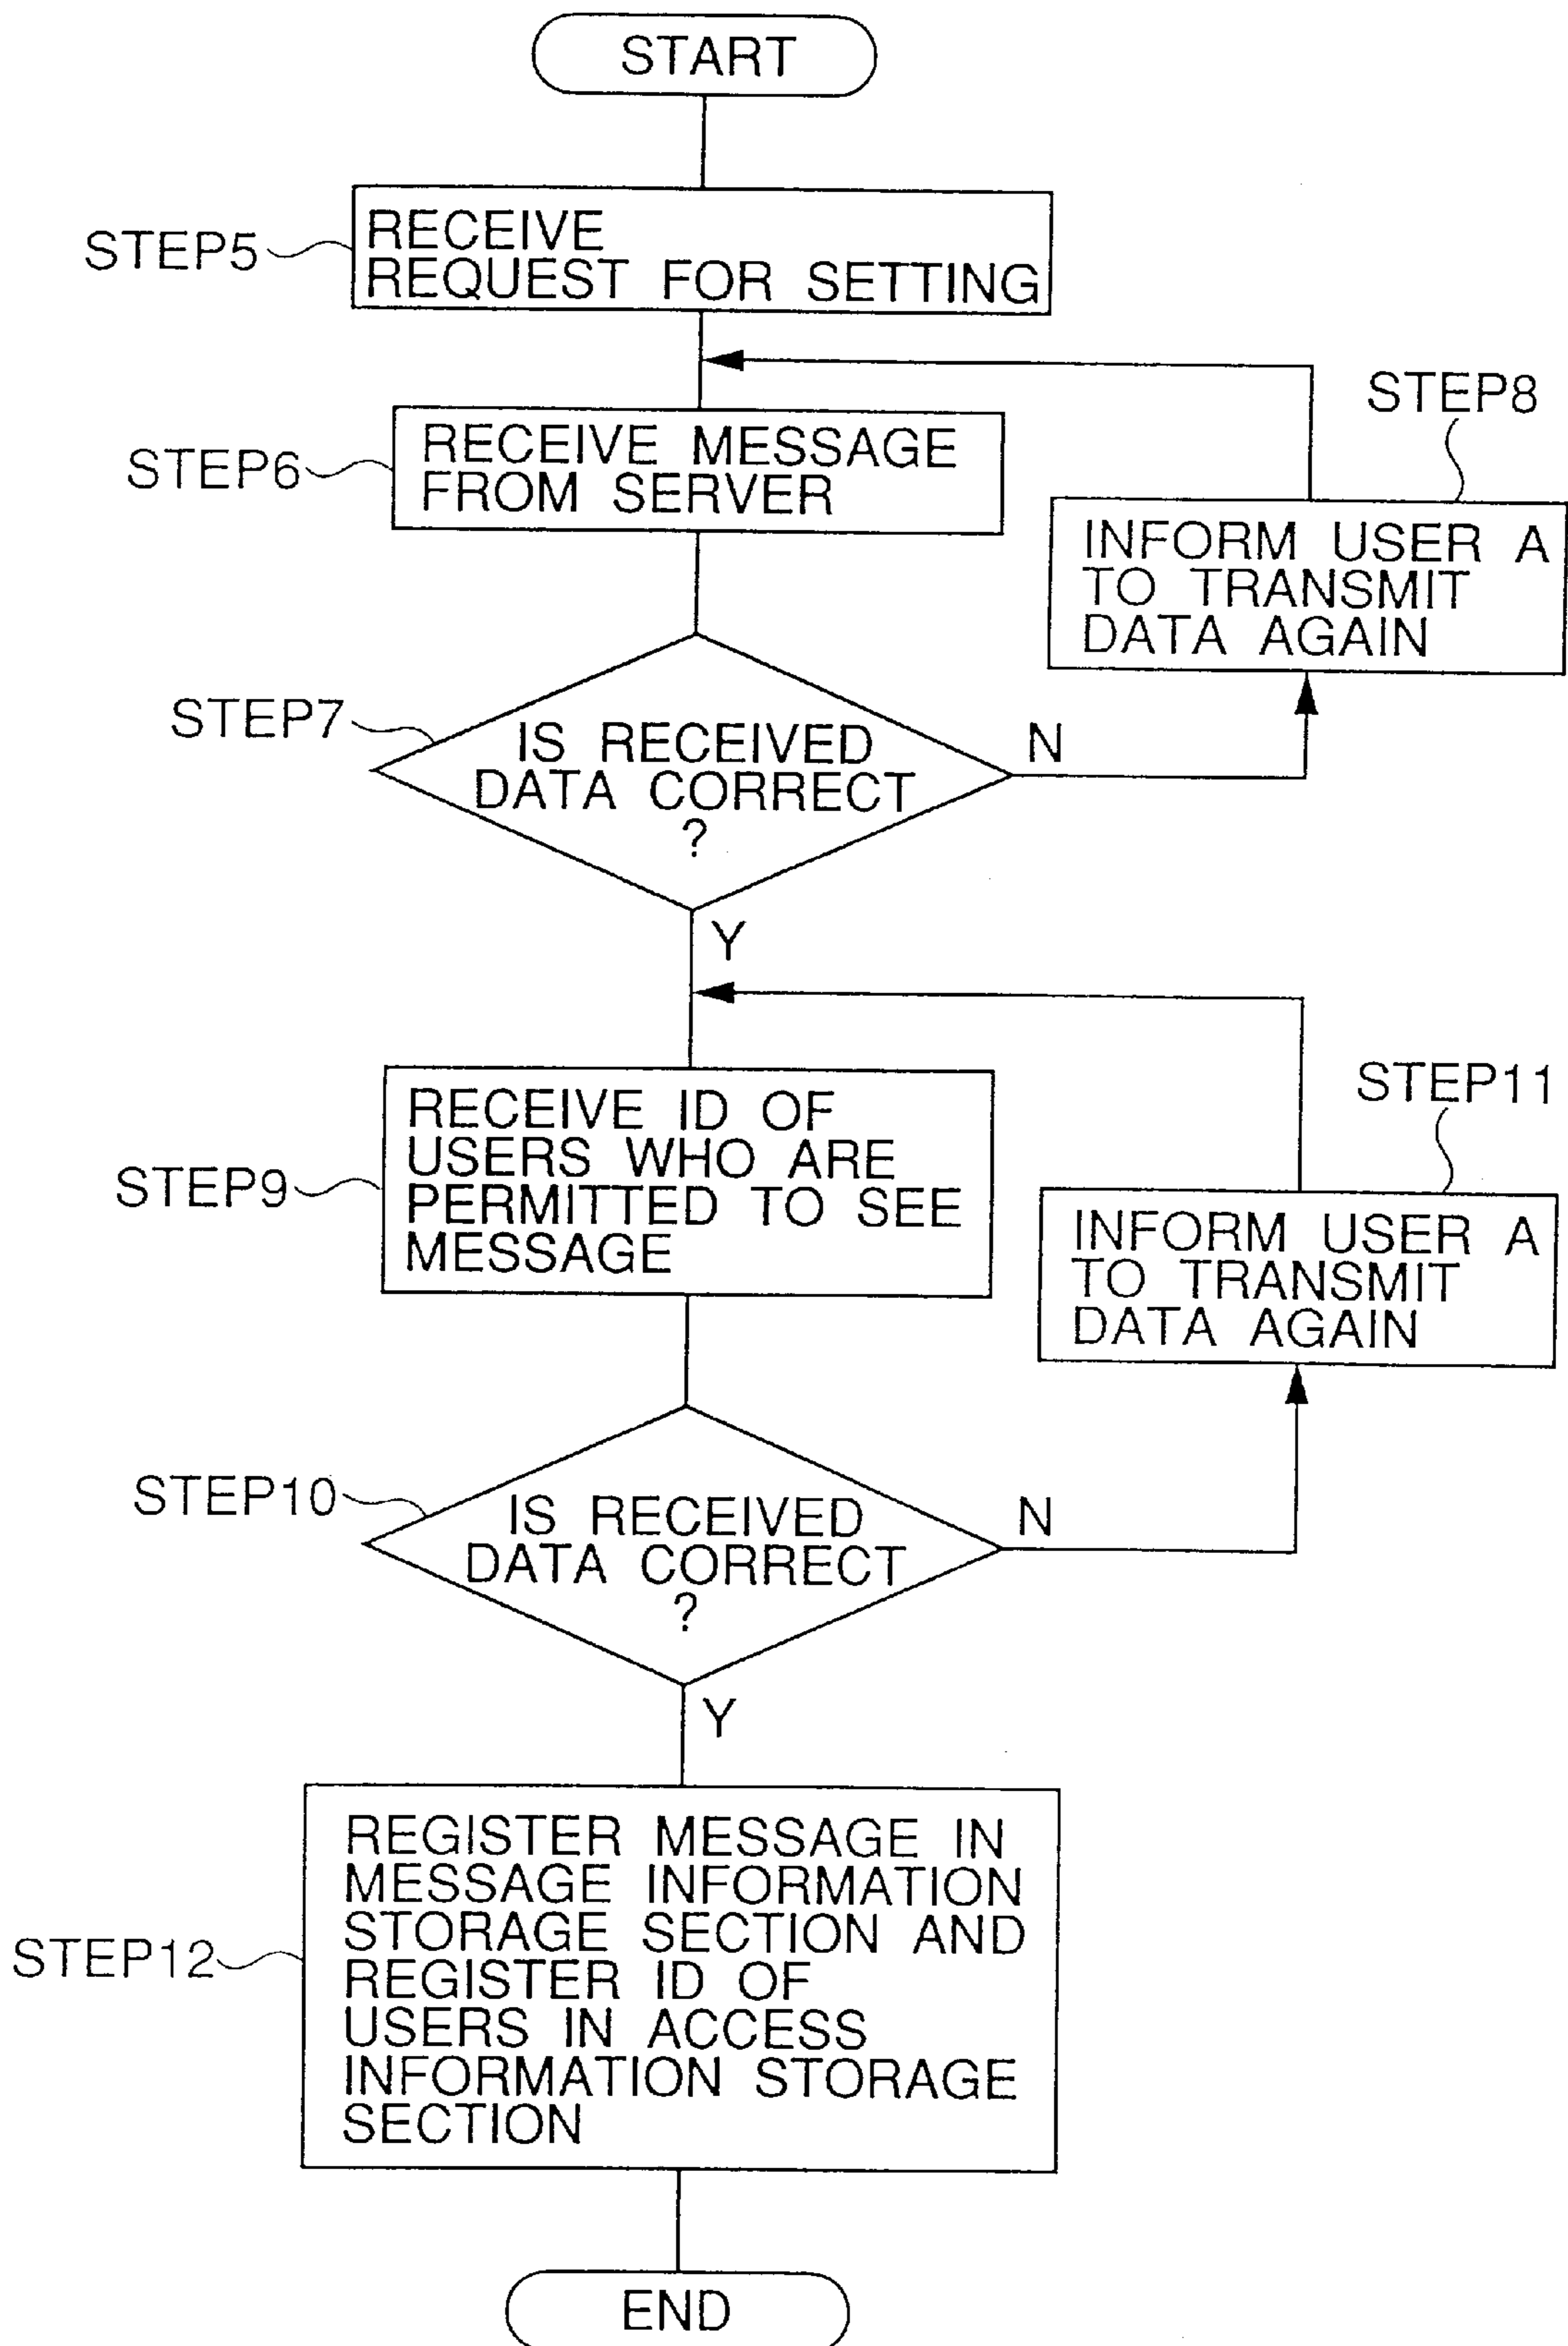 START
STEP5
RECEIVE
REQUEST FOR SETTING
STEP6
RECEIVE MESSAGE
FROM SERVER
STEP8
INFORM USER A
TO TRANSMIT
DATA AGAIN
STEP7
IS RECEIVED
DATA CORRECT
?
N
Y
STEP9
RECEIVE ID OF
USERS WHO ARE
PERMITTED TO SEE
MESSAGE
STEP11
INFORM USER A
TO TRANSMIT
DATA AGAIN
STEP10
IS RECEIVED
DATA CORRECT
?
N
Y
STEP12
REGISTER MESSAGE IN
MESSAGE INFORMATION
STORAGE SECTION AND
REGISTER ID OF
USERS IN ACCESS
INFORMATION STORAGE
SECTION
END